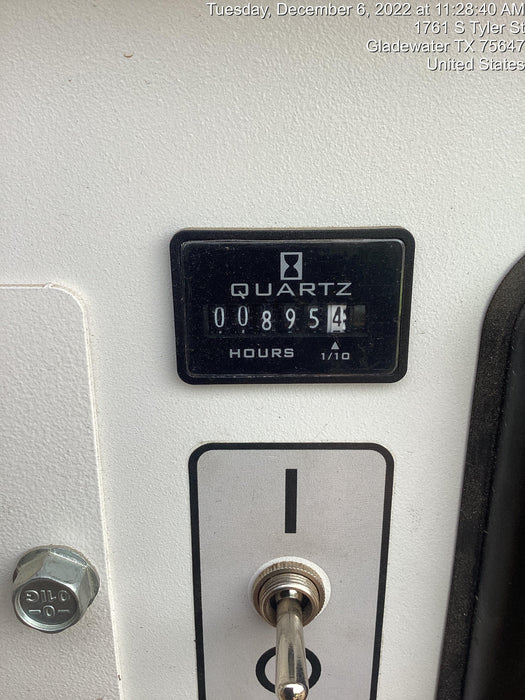 Tuesday, December 6, 2022 at 11:28:40 AM
1761 S Tyler St
Gladewater TX 75647
United States
QUARTZ
008954
HOURS 1/10